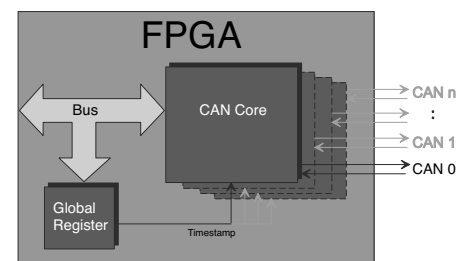 FPGA
Bus
CAN Core
CAN n
:
CAN 1
CAN 0
Global
Register
Timestamp